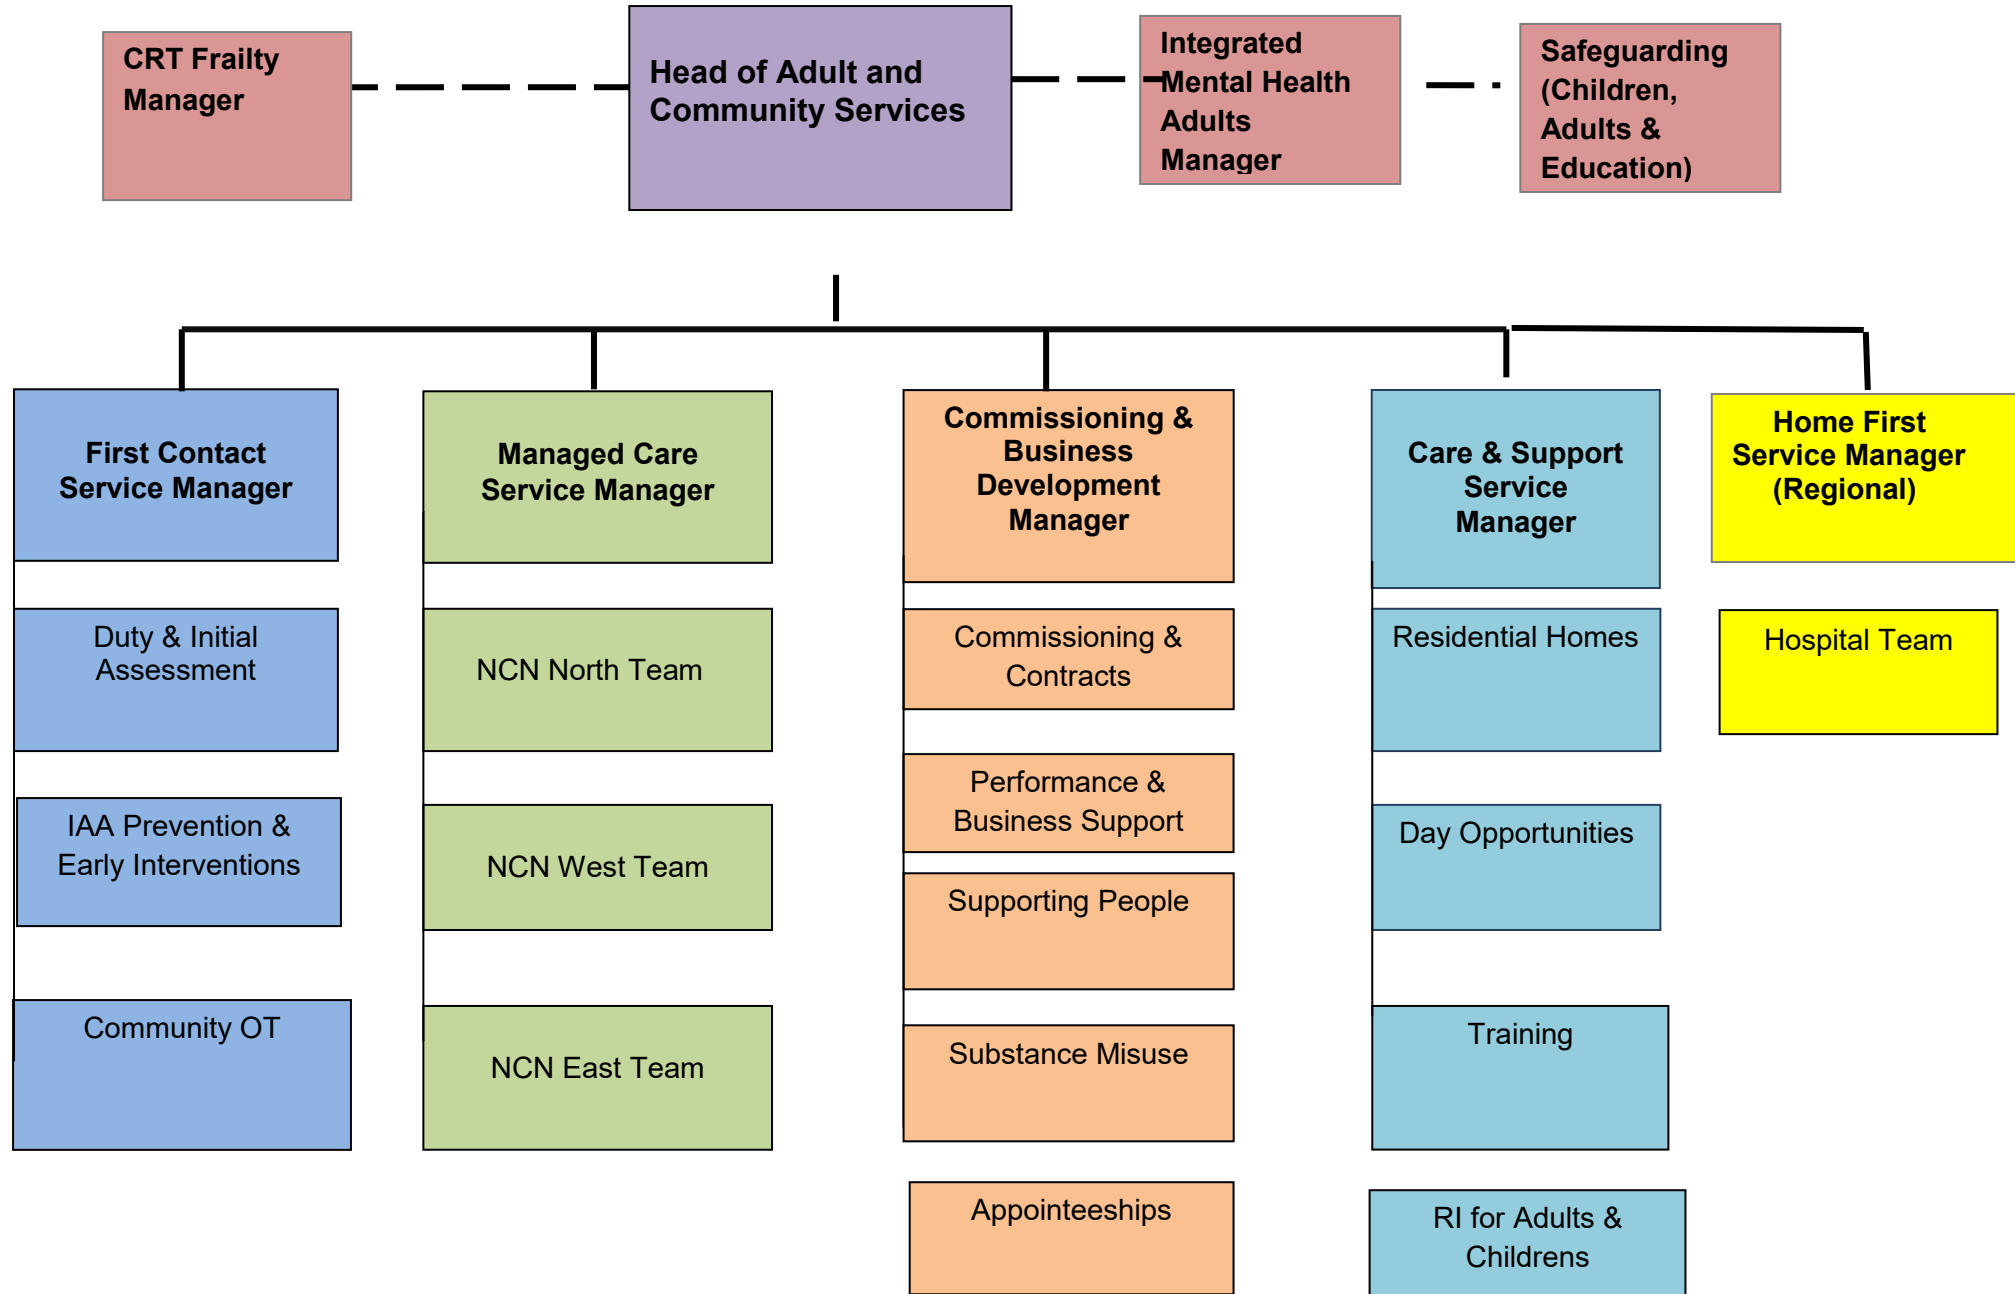 CRT Frailty
Manager
Head of Adult and
Community Services
Integrated
Mental Health
Adults
Manager
Safeguarding
(Children,
Adults &
Education)
First Contact
Service Manager
Managed Care
Service Manager
Commissioning &
Business
Development
Manager
Care & Support
Service
Manager
Home First
Service Manager
(Regional)
Duty & Initial
Assessment
NCN North Team
Commissioning &
Contracts
Residential Homes
Hospital Team
IAA Prevention &
Early Interventions
NCN West Team
Performance &
Business Support
Day Opportunities
Supporting People
Community OT
NCN East Team
Substance Misuse
Training
Appointeeships
RI for Adults &
Childrens